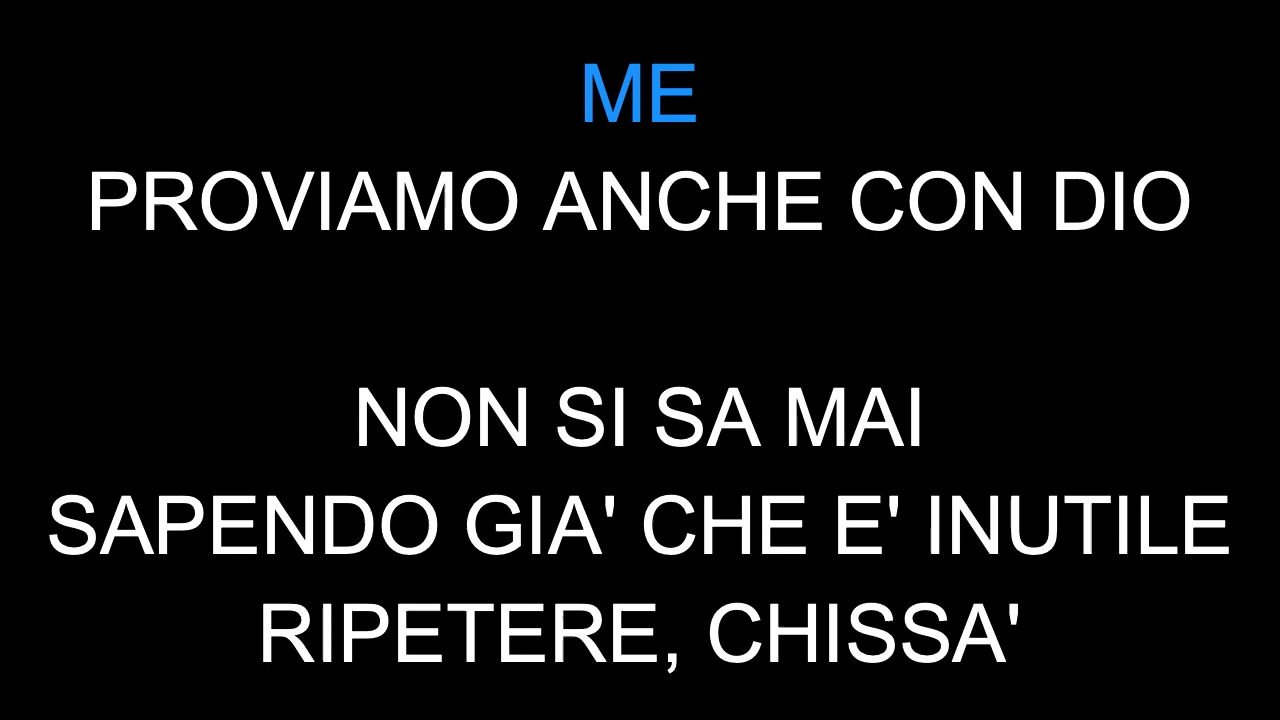 ME
PROVIAMO ANCHE CON DIO
NON SI SA MAI
SAPENDO GIA' CHE E' INUTILE
RIPETERE, CHISSA'